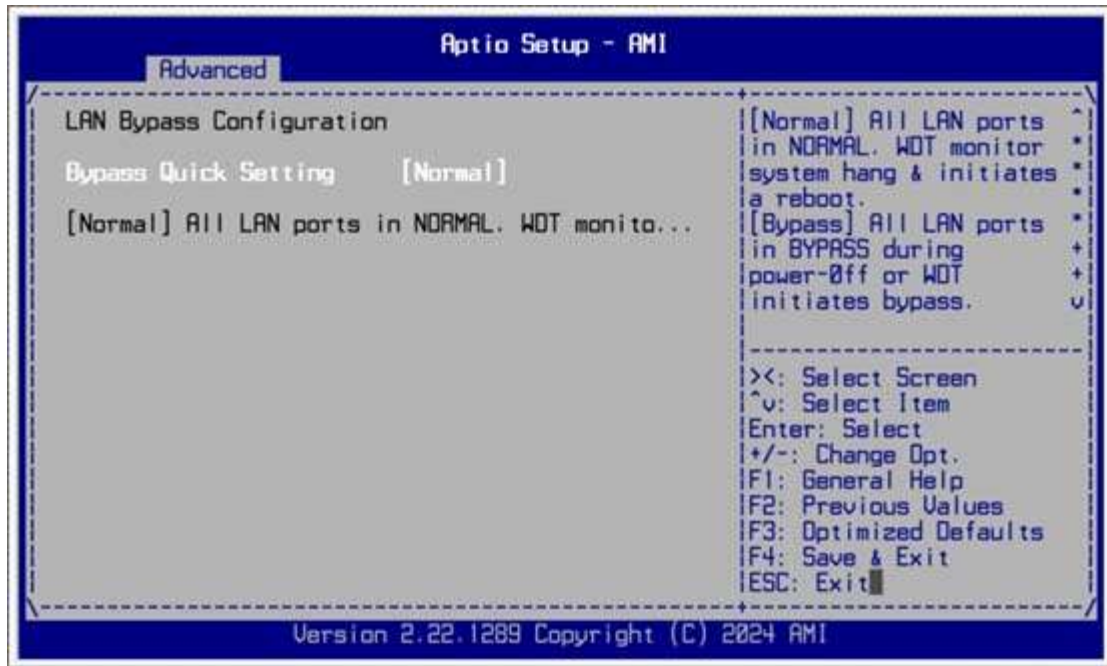 Aptio Setup - AMI
Advanced
LAN Bypass Configuration
Bypass Quick Setting [Normal]
[Normal] All LAN ports in NORMAL. WDT monito...
[Normal] All LAN ports ^
in NORMAL. WDT monitor *
system hang & initiates *
a reboot. *
[Bypass] All LAN ports *
in BYPASS during +
power-0ff or WDT +
initiates bypass. v
><: Select Screen
^v: Select Item
Enter: Select
+/-: Change Opt.
F1: General Help
F2: Previous Values
F3: Optimized Defaults
F4: Save & Exit
ESC: Exit
Version 2.22.1289 Copyright (C) 2024 AMI